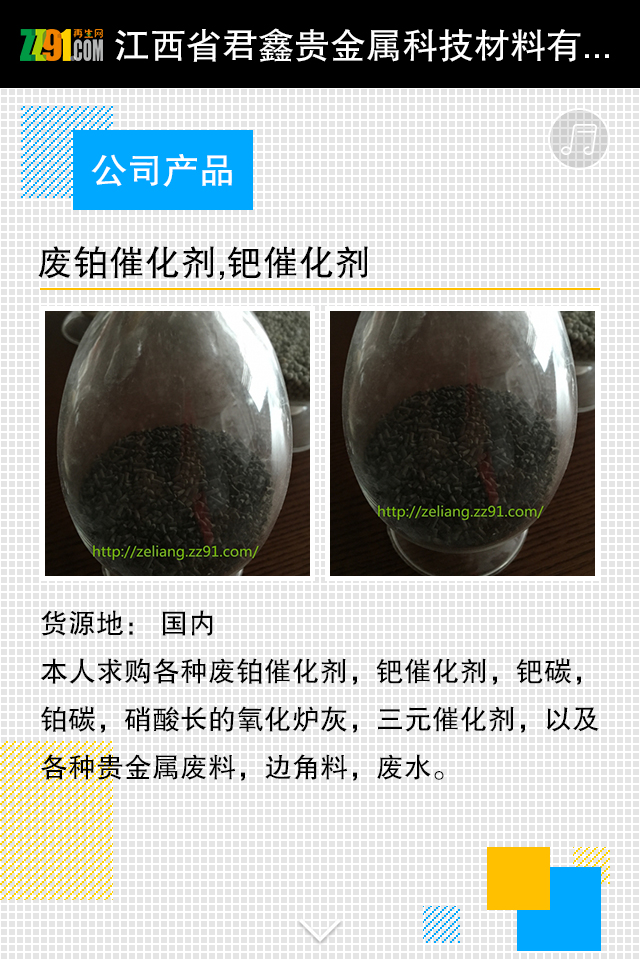 ZZ91再生网.COM 江西省君鑫贵金属科技材料有...
公司产品
废铂催化剂,钯催化剂
http://zeliang.zz91.com/
http://zeliang.zz91.com/
货源地： 国内
本人求购各种废铂催化剂，钯催化剂，钯碳，
铂碳，硝酸长的氧化炉灰，三元催化剂，以及
各种贵金属废料，边角料，废水。